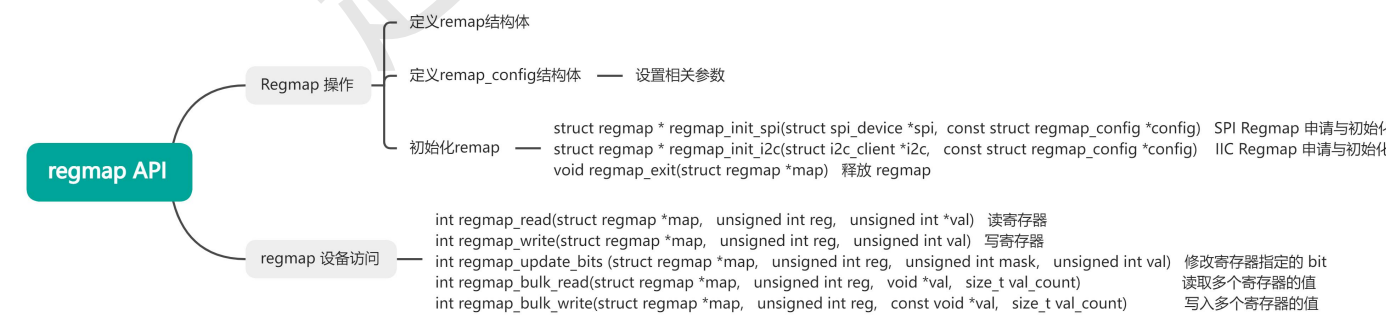 regmap API
Regmap 操作
定义remap结构体
定义remap_config结构体
设置相关参数
初始化remap
struct regmap * regmap_init_spi(struct spi_device *spi, const struct regmap_config *config) SPI Regmap 申请与初始化
struct regmap * regmap_init_i2c(struct i2c_client *i2c, const struct regmap_config *config) IIC Regmap 申请与初始化
void regmap_exit(struct regmap *map) 释放 regmap
regmap 设备访问
int regmap_read(struct regmap *map, unsigned int reg, unsigned int *val) 读寄存器
int regmap_write(struct regmap *map, unsigned int reg, unsigned int val) 写寄存器
int regmap_update_bits (struct regmap *map, unsigned int reg, unsigned int mask, unsigned int val) 修改寄存器指定的 bit
int regmap_bulk_read(struct regmap *map, unsigned int reg, void *val, size_t val_count) 读取多个寄存器的值
int regmap_bulk_write(struct regmap *map, unsigned int reg, const void *val, size_t val_count) 写入多个寄存器的值